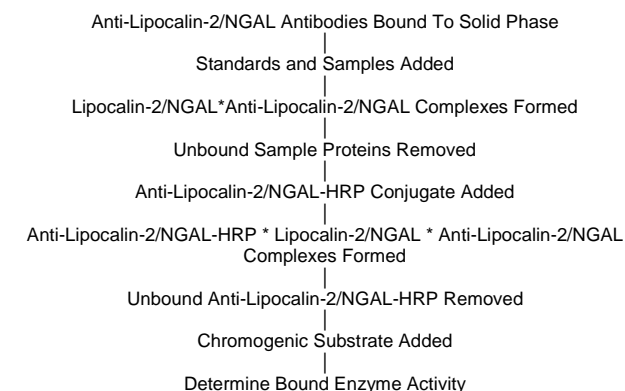 Anti-Lipocalin-2/NGAL Antibodies Bound To Solid Phase
Standards and Samples Added
Lipocalin-2/NGAL*Anti-Lipocalin-2/NGAL Complexes Formed
Unbound Sample Proteins Removed
Anti-Lipocalin-2/NGAL-HRP Conjugate Added
Anti-Lipocalin-2/NGAL-HRP * Lipocalin-2/NGAL * Anti-Lipocalin-2/NGAL
Complexes Formed
Unbound Anti-Lipocalin-2/NGAL-HRP Removed
Chromogenic Substrate Added
Determine Bound Enzyme Activity